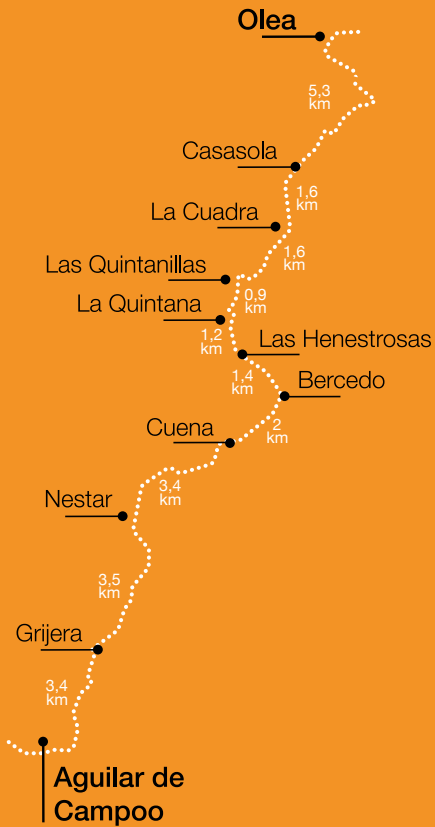 Olea
5,3
km
Casasola
1,6
km
La Cuadra
1,6
km
Las Quintanillas
0,9
km
La Quintana
1,2
km
Las Henestrosas
1,4
km
Bercedo
2
km
Cuena
3,4
km
Nestar
3,5
km
Grijera
3,4
km
Aguilar de
Campoo